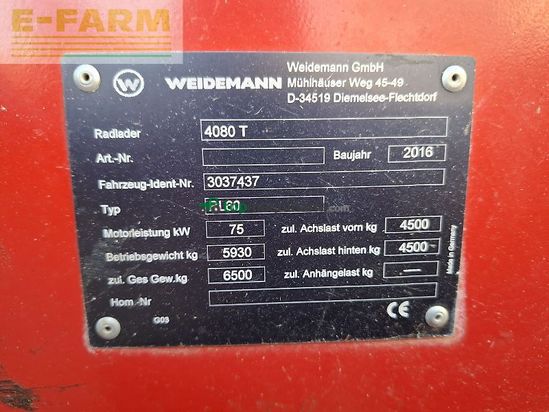 E-FARM
W WEIDEMANN
Weidemann GmbH
Mühlhäuser Weg 45-49
D-34519 Diemelsee-Flechtdorf
Radlader 4080 T
Art.-Nr. Baujahr 2016
Fahrzeug-Ident-Nr. 3037437
Typ RL80
Motorleistung kW 75 zul. Achslast vorn kg 4500
Betriebsgewicht kg 5930 zul. Achslast hinten kg 4500
zul. Ges Gew.kg 6500 zul. Anhängelast kg —
Hom -Nr
G03
CE
Made in Germany